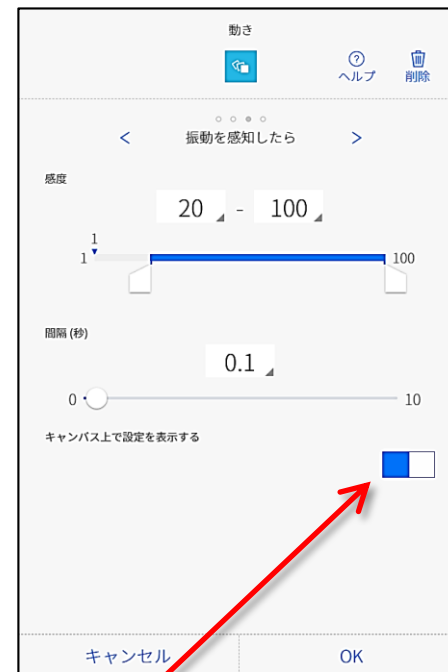 動き
ヘルプ 削除
< 振動を感知したら >
感度
20 - 100
1
1 100
間隔 (秒)
0.1
0 10
キャンバス上で設定を表示する
キャンセル OK